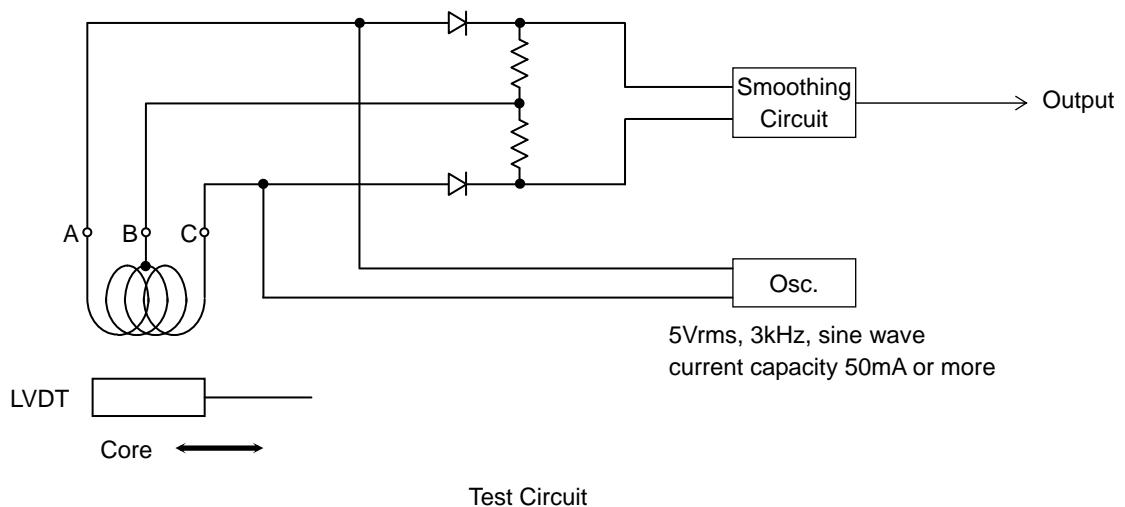 Smoothing
Circuit
Output
A
B
C
Osc.
5Vrms, 3kHz, sine wave
current capacity 50mA or more
LVDT
Core
Test Circuit